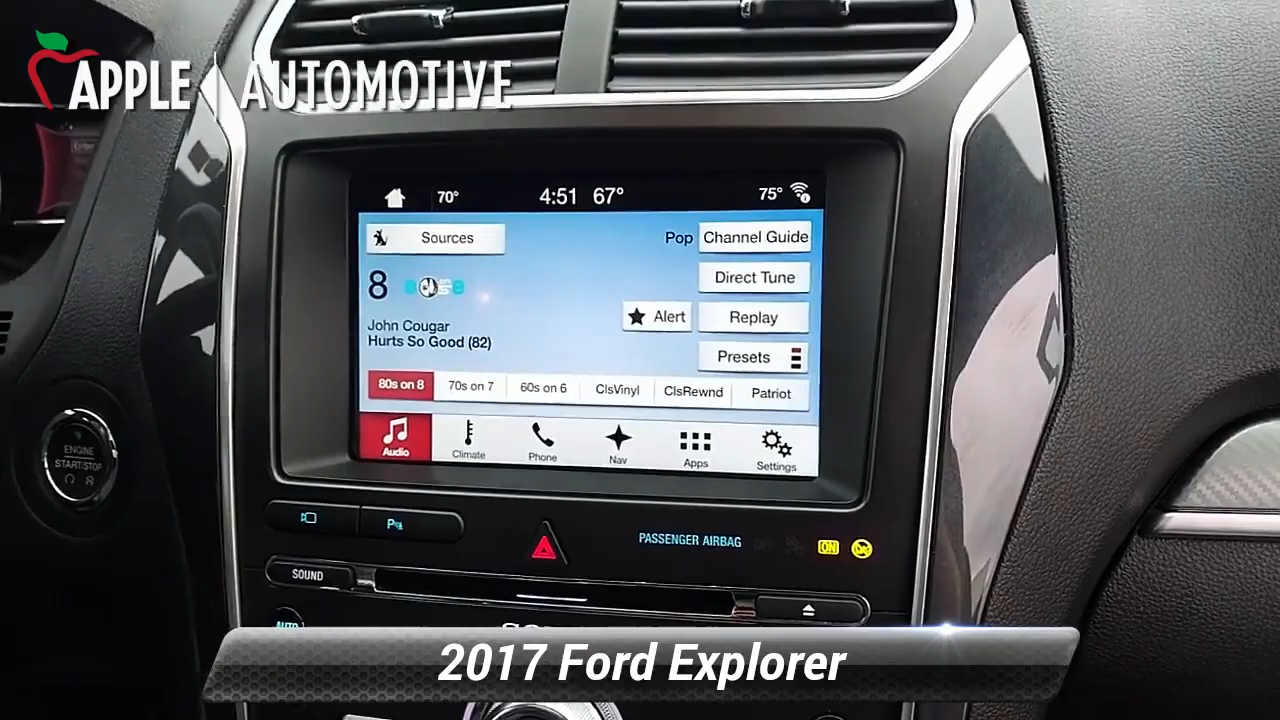 APPLE | AUTOMOTIVE
70° 4:51 67° 75°
Sources Pop Channel Guide
Direct Tune
8
Alert Replay
John Cougar
Hurts So Good (82)
Presets
80s on 8 70s on 7 60s on 6 ClsVinyl ClsRewnd Patriot
Audio Climate Phone Nav Apps Settings
ENGINE
START/STOP
PASSENGER AIRBAG OFF ON
SOUND
AUTO
2017 Ford Explorer